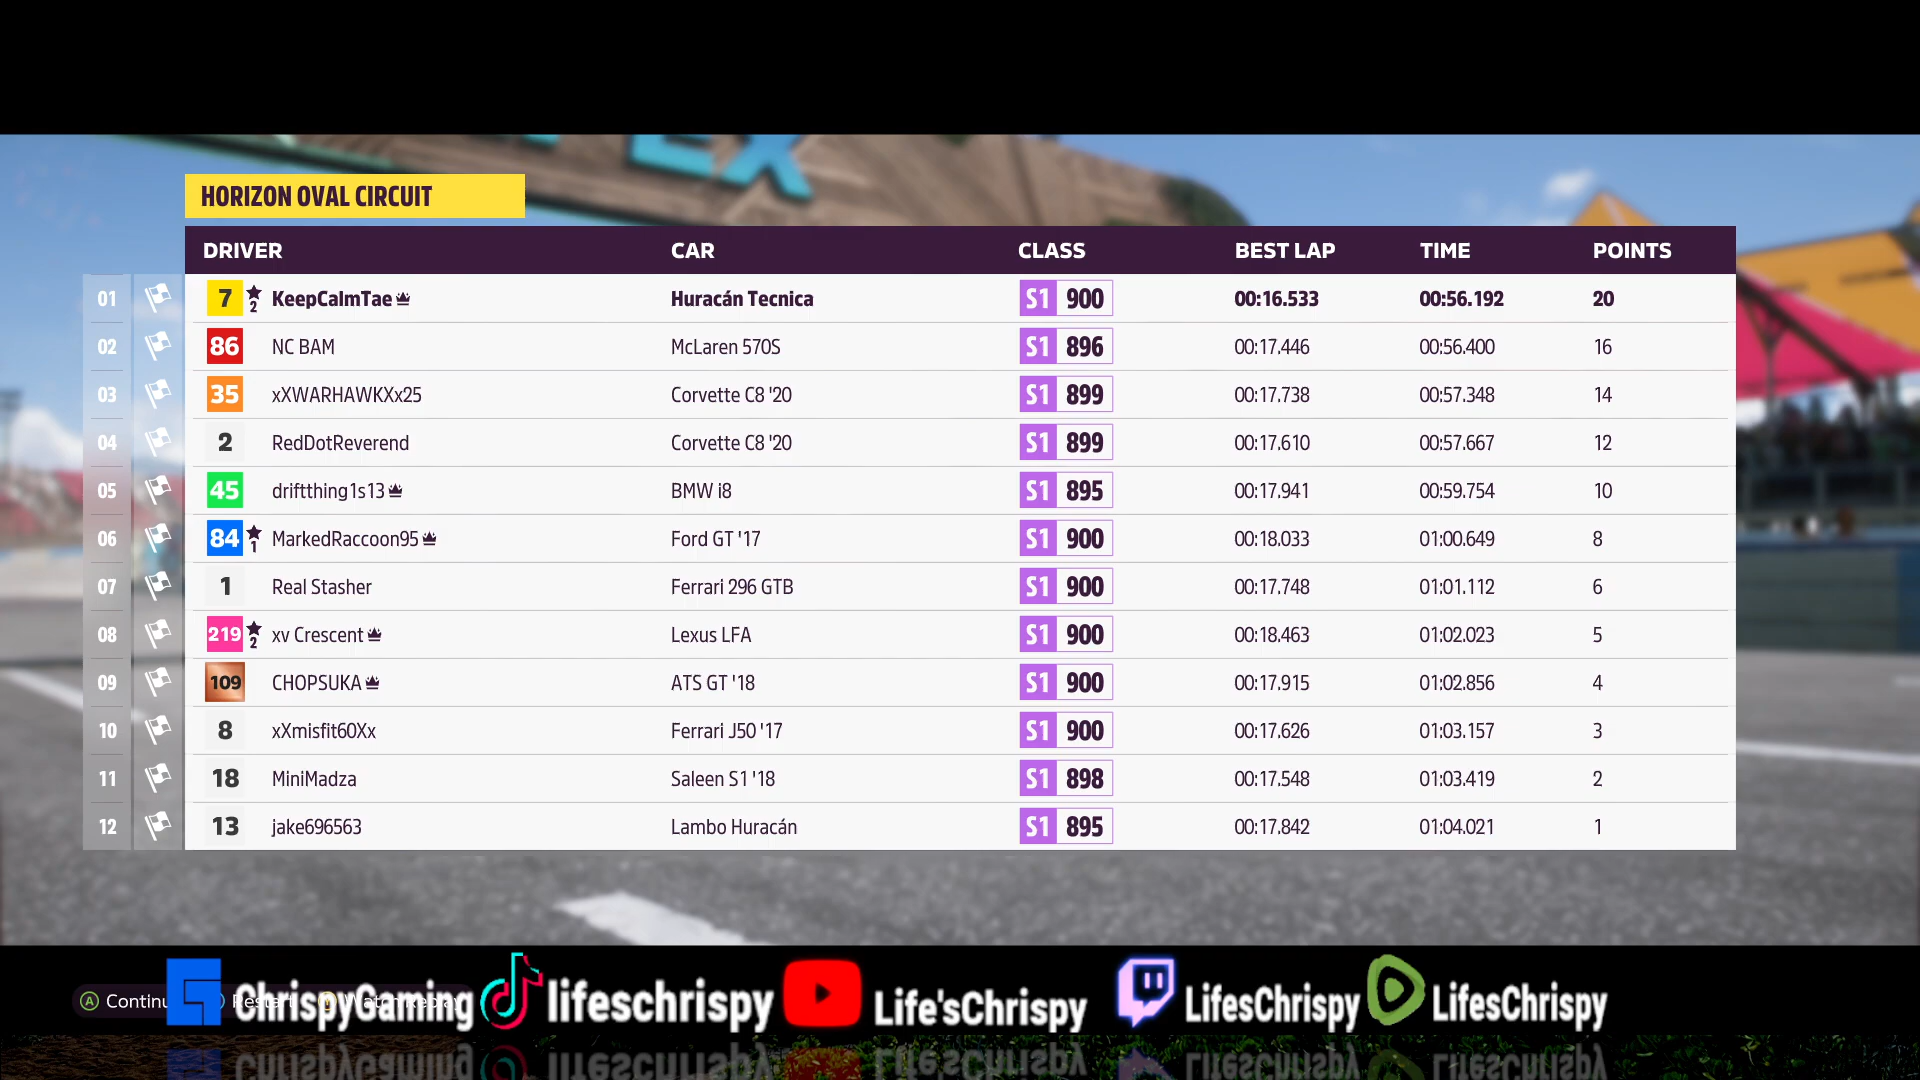 EX
HORIZON OVAL CIRCUIT
DRIVER CAR CLASS BEST LAP TIME POINTS
01 7 2 KeepCalmTae Huracán Tecnica S1 900 00:16.533 00:56.192 20
02 86 NC BAM McLaren 570S S1 896 00:17.446 00:56.400 16
03 35 xXWARHAWKXx25 Corvette C8 '20 S1 899 00:17.738 00:57.348 14
04 2 RedDotReverend Corvette C8 '20 S1 899 00:17.610 00:57.667 12
05 45 driftthing1s13 BMW i8 S1 895 00:17.941 00:59.754 10
06 84 1 MarkedRaccoon95 Ford GT '17 S1 900 00:18.033 01:00.649 8
07 1 Real Stasher Ferrari 296 GTB S1 900 00:17.748 01:01.112 6
08 219 2 xv Crescent Lexus LFA S1 900 00:18.463 01:02.023 5
09 109 CHOPSUKA ATS GT '18 S1 900 00:17.915 01:02.856 4
10 8 xXmisfit60Xx Ferrari J50 '17 S1 900 00:17.626 01:03.157 3
11 18 MiniMadza Saleen S1 '18 S1 898 00:17.548 01:03.419 2
12 13 jake696563 Lambo Huracán S1 895 00:17.842 01:04.021 1
A Continu
ChrispyGaming lifeschrispy Life'sChrispy LifesChrispy LifesChrispy